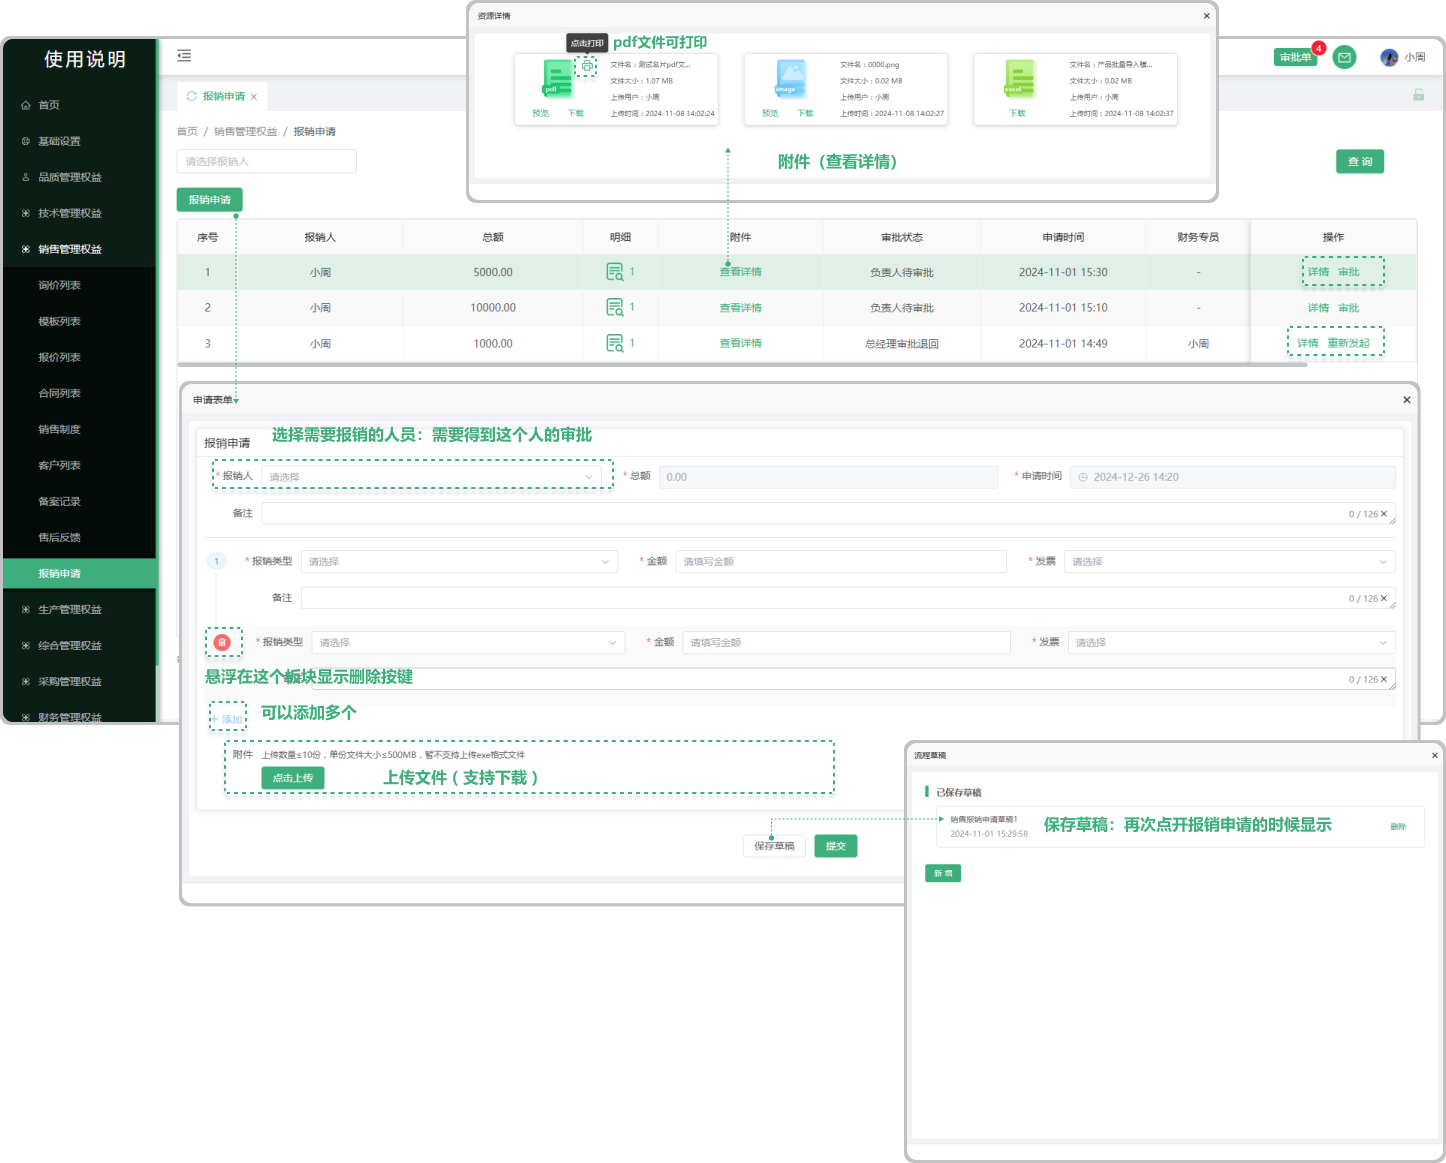 资源详情
点击打印
pdf文件可打印
pdf
文件名：测试名片pdf文...
文件大小：1.07 MB
上传用户：小周
上传时间：2024-11-08 14:02:24
预览 下载
image
文件名：0000.png
文件大小：0.02 MB
上传用户：小周
上传时间：2024-11-08 14:02:27
预览 下载
excel
文件名：产品批量导入模...
文件大小：0.02 MB
上传用户：小周
上传时间：2024-11-08 14:02:37
下载
附件（查看详情）
使用说明
首页
基础设置
品质管理权益
技术管理权益
销售管理权益
询价列表
模板列表
报价列表
合同列表
销售制度
客户列表
备案记录
售后反馈
报销申请
生产管理权益
综合管理权益
采购管理权益
财务管理权益
审批单 4
小周
报销申请
首页 / 销售管理权益 / 报销申请
请选择报销人
查 询
报销申请
序号 报销人 总额 明细 附件 审批状态 申请时间 财务专员 操作
1 小周 5000.00 1 查看详情 负责人待审批 2024-11-01 15:30 - 详情 审批
2 小周 10000.00 1 查看详情 负责人待审批 2024-11-01 15:10 - 详情 审批
3 小周 1000.00 1 查看详情 总经理审批退回 2024-11-01 14:49 小周 详情 重新发起
申请表单
报销申请
选择需要报销的人员：需要得到这个人的审批
* 报销人 请选择 * 总额 0.00 * 申请时间 2024-12-26 14:20
备注 0 / 126
1 * 报销类型 请选择 * 金额 请填写金额 * 发票 请选择
备注 0 / 126
* 报销类型 请选择 * 金额 请填写金额 * 发票 请选择
悬浮在这个板块显示删除按键
0 / 126
+ 添加
可以添加多个
附件 上传数量≤10份，单份文件大小≤500MB，暂不支持上传exe格式文件
点击上传
上传文件（支持下载）
保存草稿 提交
流程草稿
已保存草稿
销售报销申请草稿1
2024-11-01 15:29:58
保存草稿：再次点开报销申请的时候显示
删除
新 增